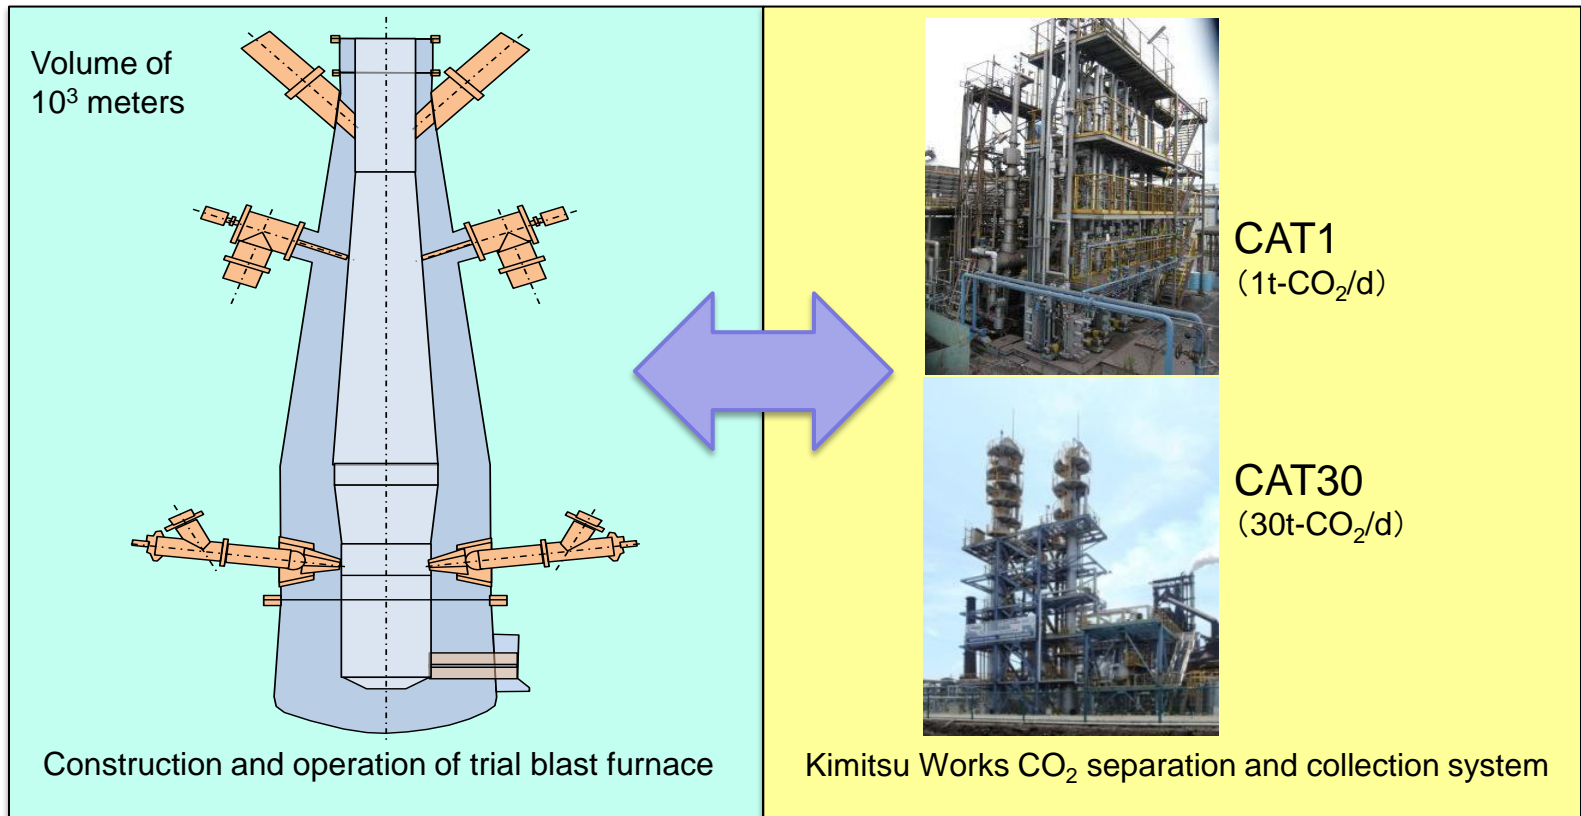 Volume of
10³ meters
Construction and operation of trial blast furnace
CAT1
（1t-CO₂/d）
CAT30
（30t-CO₂/d）
Kimitsu Works CO₂ separation and collection system